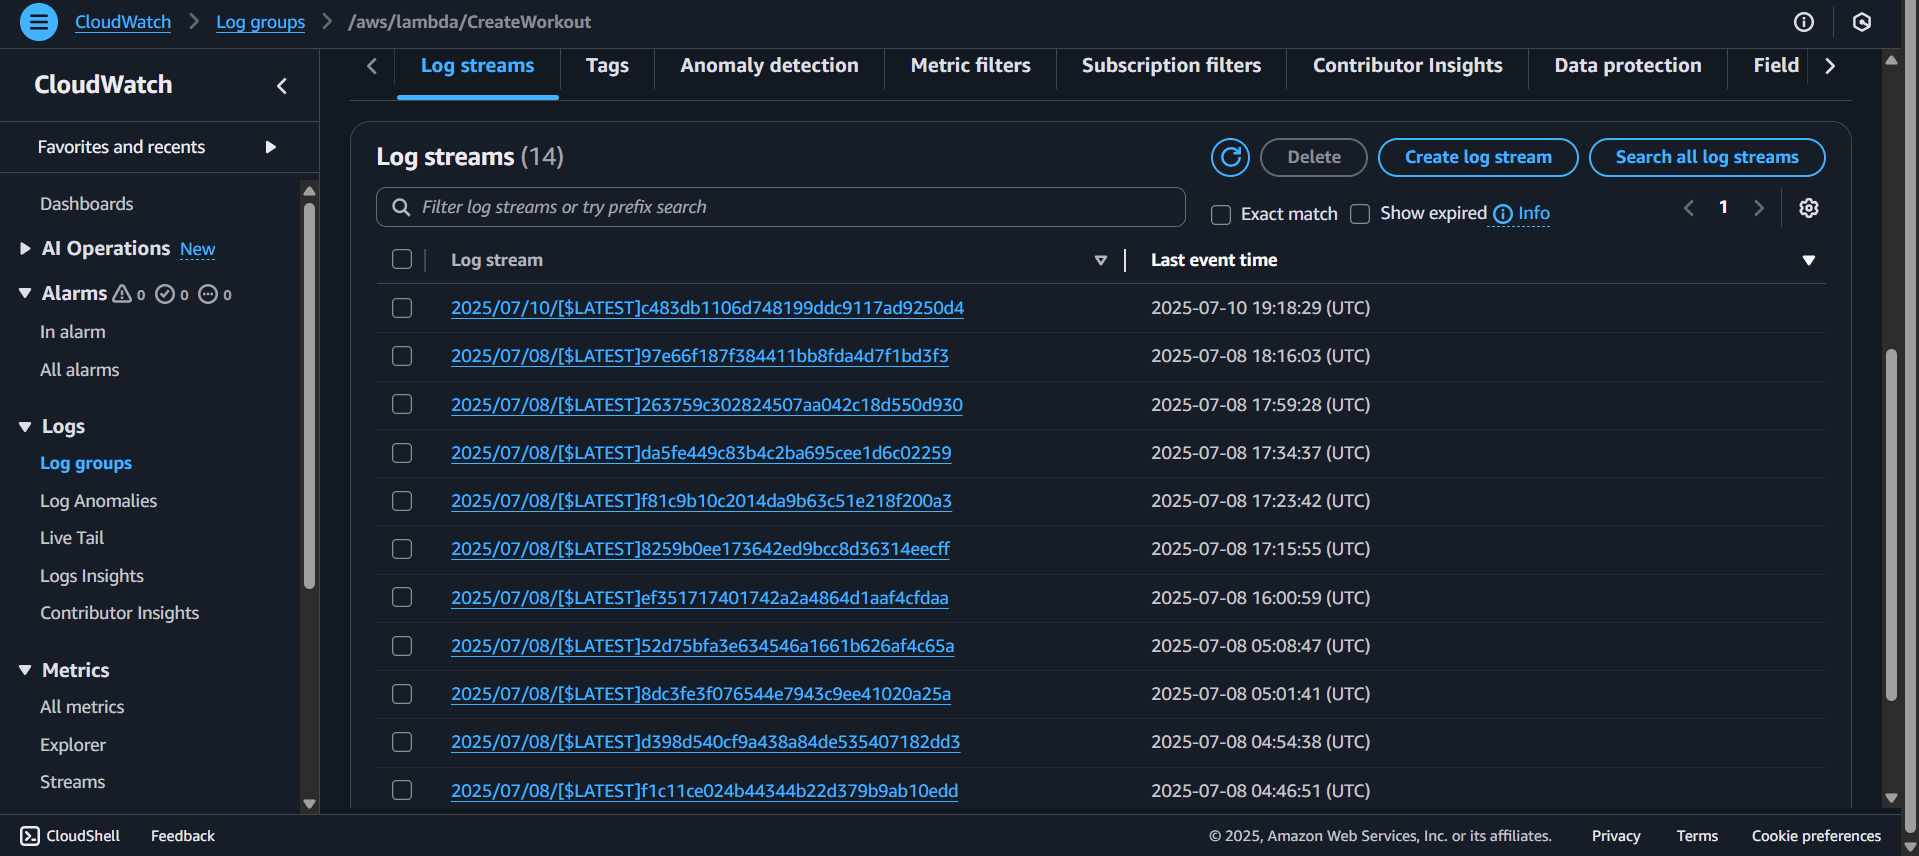 CloudWatch > Log groups > /aws/lambda/CreateWorkout
CloudWatch
Favorites and recents
Dashboards
AI Operations New
Alarms 0 0 0
In alarm
All alarms
Logs
Log groups
Log Anomalies
Live Tail
Logs Insights
Contributor Insights
Metrics
All metrics
Explorer
Streams
Log streams Tags Anomaly detection Metric filters Subscription filters Contributor Insights Data protection Field
Log streams (14)
Delete Create log stream Search all log streams
Filter log streams or try prefix search
Exact match Show expired Info
1
Log stream Last event time
2025/07/10/[$LATEST]c483db1106d748199ddc9117ad9250d4 2025-07-10 19:18:29 (UTC)
2025/07/08/[$LATEST]97e66f187f384411bb8fda4d7f1bd3f3 2025-07-08 18:16:03 (UTC)
2025/07/08/[$LATEST]263759c302824507aa042c18d550d930 2025-07-08 17:59:28 (UTC)
2025/07/08/[$LATEST]da5fe449c83b4c2ba695cee1d6c02259 2025-07-08 17:34:37 (UTC)
2025/07/08/[$LATEST]f81c9b10c2014da9b63c51e218f200a3 2025-07-08 17:23:42 (UTC)
2025/07/08/[$LATEST]8259b0ee173642ed9bcc8d36314eecff 2025-07-08 17:15:55 (UTC)
2025/07/08/[$LATEST]ef351717401742a2a4864d1aaf4cfdaa 2025-07-08 16:00:59 (UTC)
2025/07/08/[$LATEST]52d75bfa3e634546a1661b626af4c65a 2025-07-08 05:08:47 (UTC)
2025/07/08/[$LATEST]8dc3fe3f076544e7943c9ee41020a25a 2025-07-08 05:01:41 (UTC)
2025/07/08/[$LATEST]d398d540cf9a438a84de535407182dd3 2025-07-08 04:54:38 (UTC)
2025/07/08/[$LATEST]f1c11ce024b44344b22d379b9ab10edd 2025-07-08 04:46:51 (UTC)
CloudShell Feedback © 2025, Amazon Web Services, Inc. or its affiliates. Privacy Terms Cookie preferences